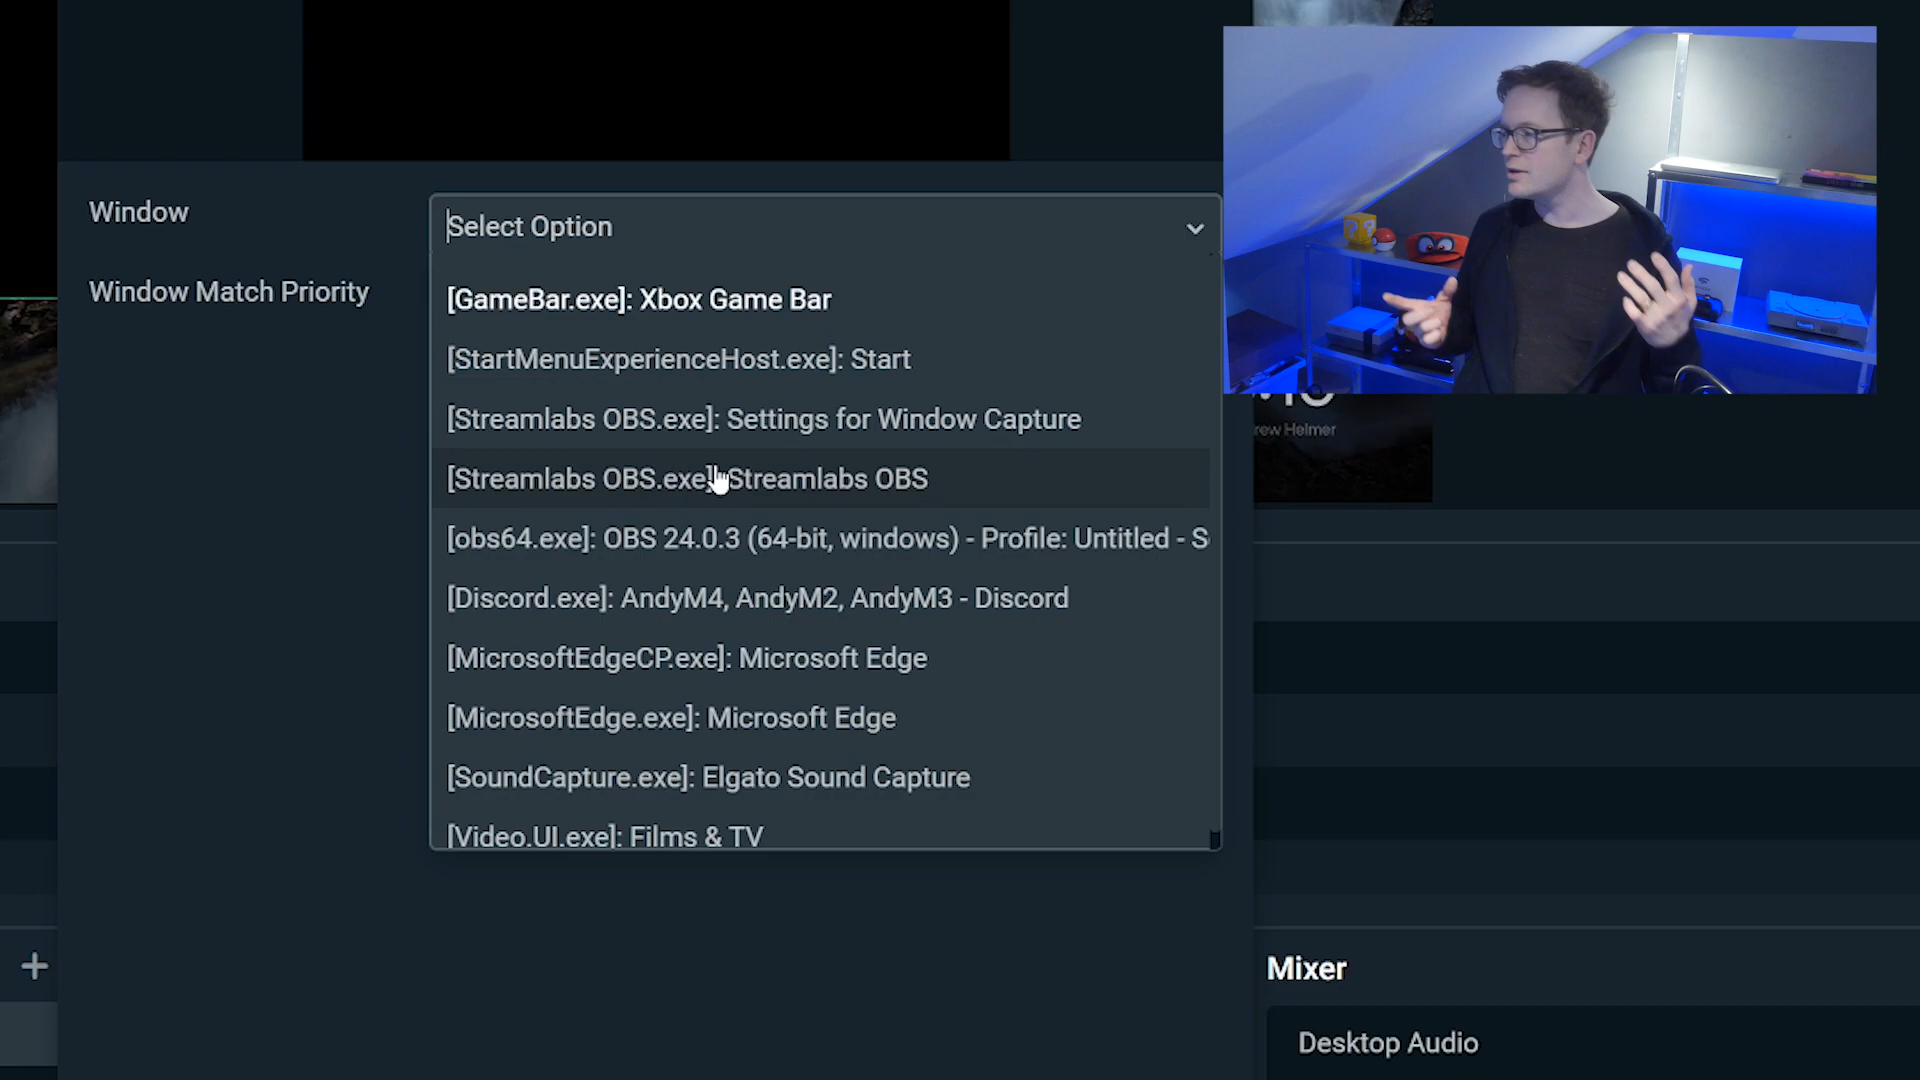 Window
Select Option
Window Match Priority
[GameBar.exe]: Xbox Game Bar
[StartMenuExperienceHost.exe]: Start
[Streamlabs OBS.exe]: Settings for Window Capture
[Streamlabs OBS.exe]: Streamlabs OBS
[obs64.exe]: OBS 24.0.3 (64-bit, windows) - Profile: Untitled - S
[Discord.exe]: AndyM4, AndyM2, AndyM3 - Discord
[MicrosoftEdgeCP.exe]: Microsoft Edge
[MicrosoftEdge.exe]: Microsoft Edge
[SoundCapture.exe]: Elgato Sound Capture
[Video.UI.exe]: Films & TV
rew Helmer
Mixer
Desktop Audio